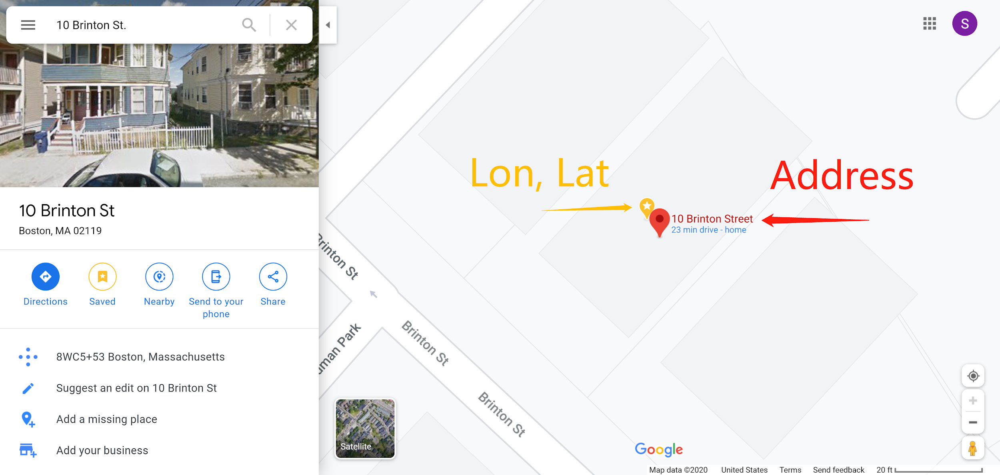 10 Brinton St.
10 Brinton St
Boston, MA 02119
Directions
Saved
Nearby
Send to your
phone
Share
8WC5+53 Boston, Massachusetts
Suggest an edit on 10 Brinton St
Add a missing place
Add your business
S
Lon, Lat
Address
10 Brinton Street
23 min drive - home
Brinton St
uman Park
Brinton St
Brinton St
Satellite
Google
Map data ©2020
United States
Terms
Send feedback
20 ft